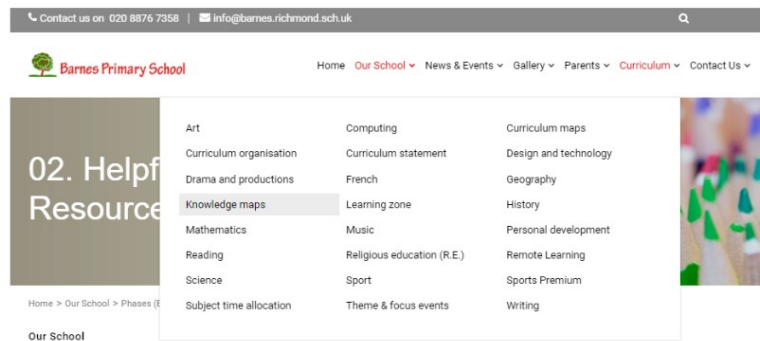 Contact us on 020 8876 7358 | info@barnes.richmond.sch.uk
Barnes Primary School
Home Our School News & Events Gallery Parents Curriculum Contact Us
Art Computing Curriculum maps
Curriculum organisation Curriculum statement Design and technology
Drama and productions French Geography
Knowledge maps Learning zone History
Mathematics Music Personal development
Reading Religious education (R.E.) Remote Learning
Science Sport Sports Premium
Subject time allocation Theme & focus events Writing
02. Helpf
Resource
Home > Our School > Phases (E
Our School